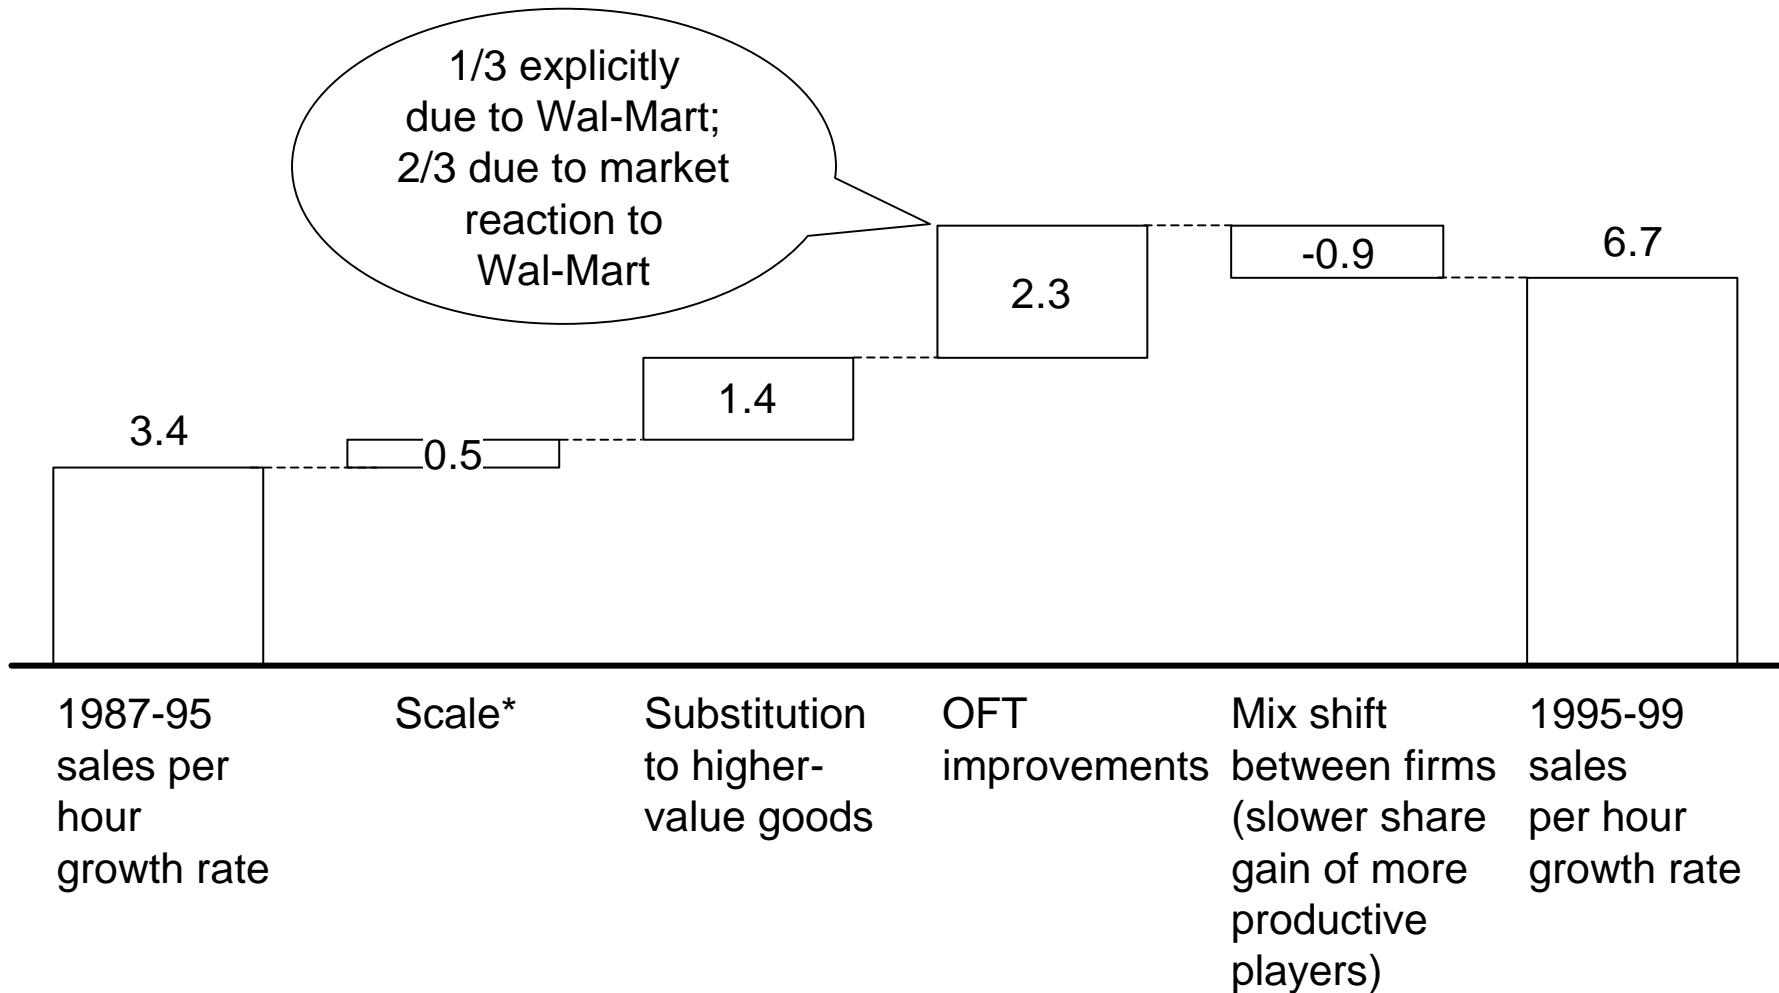 1/3 explicitly
due to Wal-Mart;
2/3 due to market
reaction to
Wal-Mart
3.4
0.5
1.4
2.3
-0.9
6.7
1987-95
sales per
hour
growth rate
Scale*
Substitution
to higher-
value goods
OFT
improvements
Mix shift
between firms
(slower share
gain of more
productive
players)
1995-99
sales
per hour
growth rate